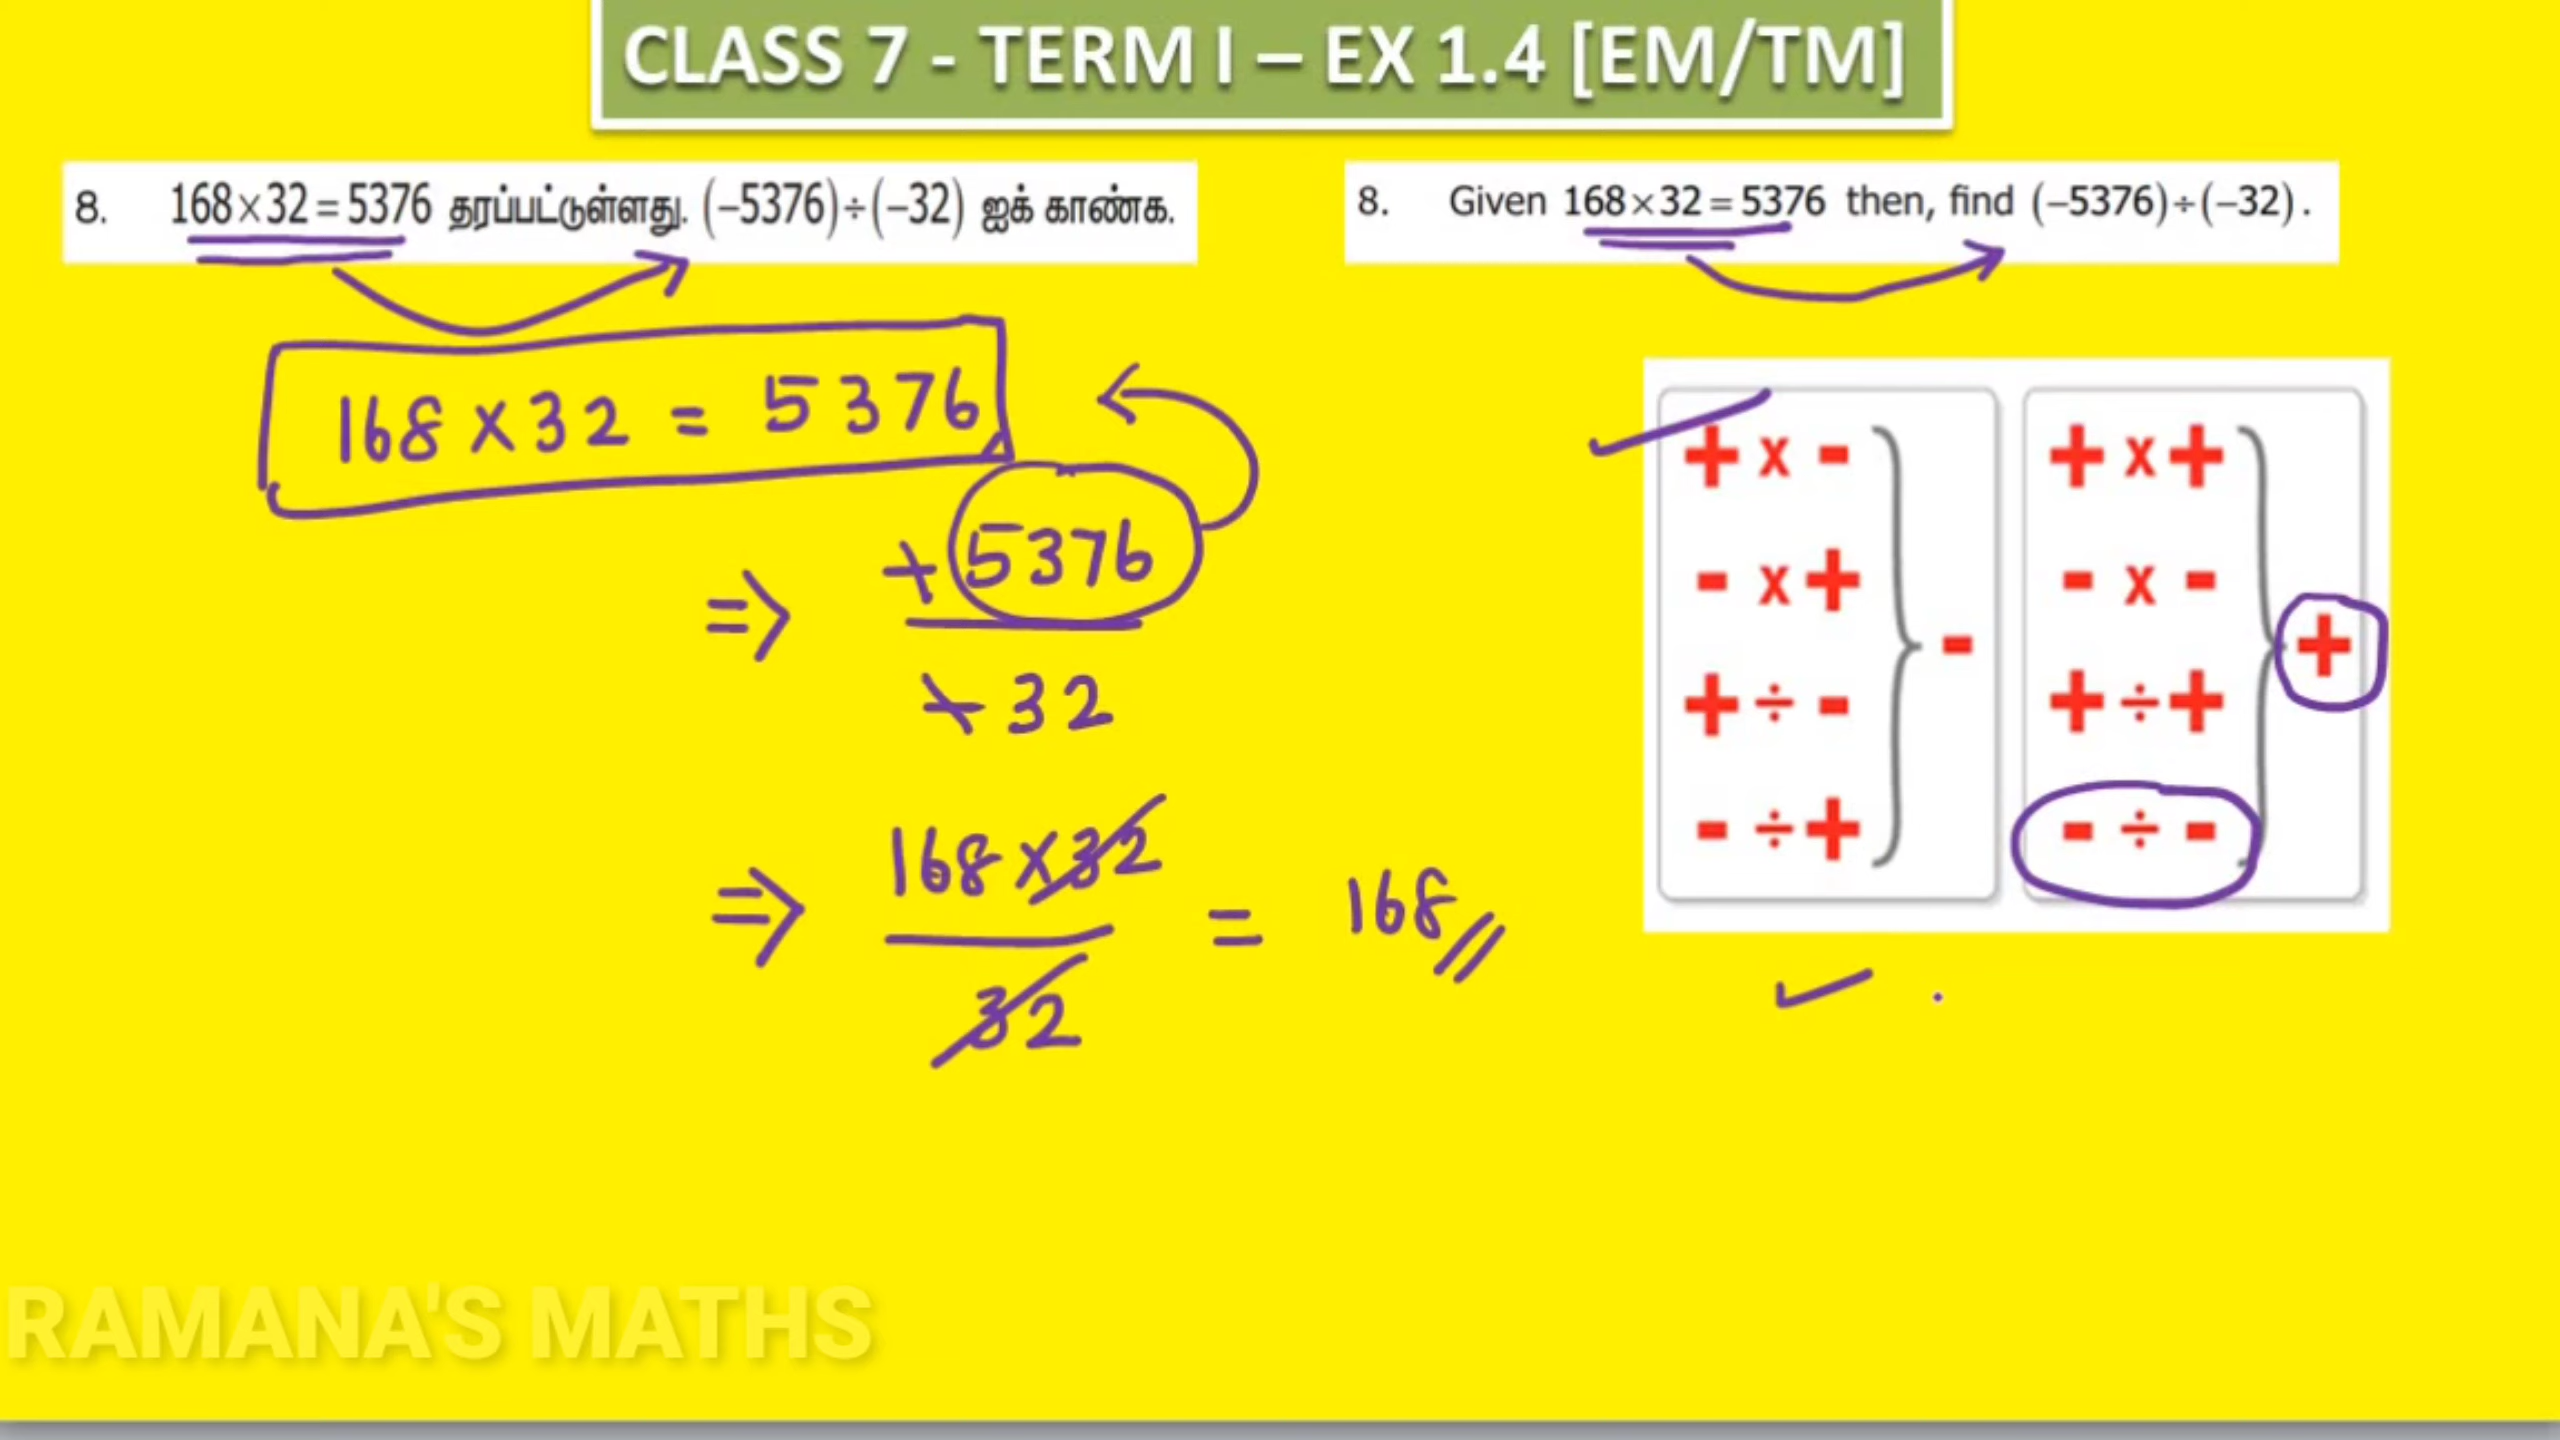 CLASS 7 - TERM I – EX 1.4 [EM/TM]
8. 168×32=5376 தரப்பட்டுள்ளது. (−5376)÷(−32) ஐக் காண்க.
8. Given 168×32=5376 then, find (−5376)÷(−32).
168 × 32 = 5376
⇒ 5376
32
⇒ 168 × 32
32
= 168
+ x -
- x +
+ ÷ -
- ÷ +
-
+ x +
- x -
+ ÷ +
- ÷ -
+
RAMANA'S MATHS